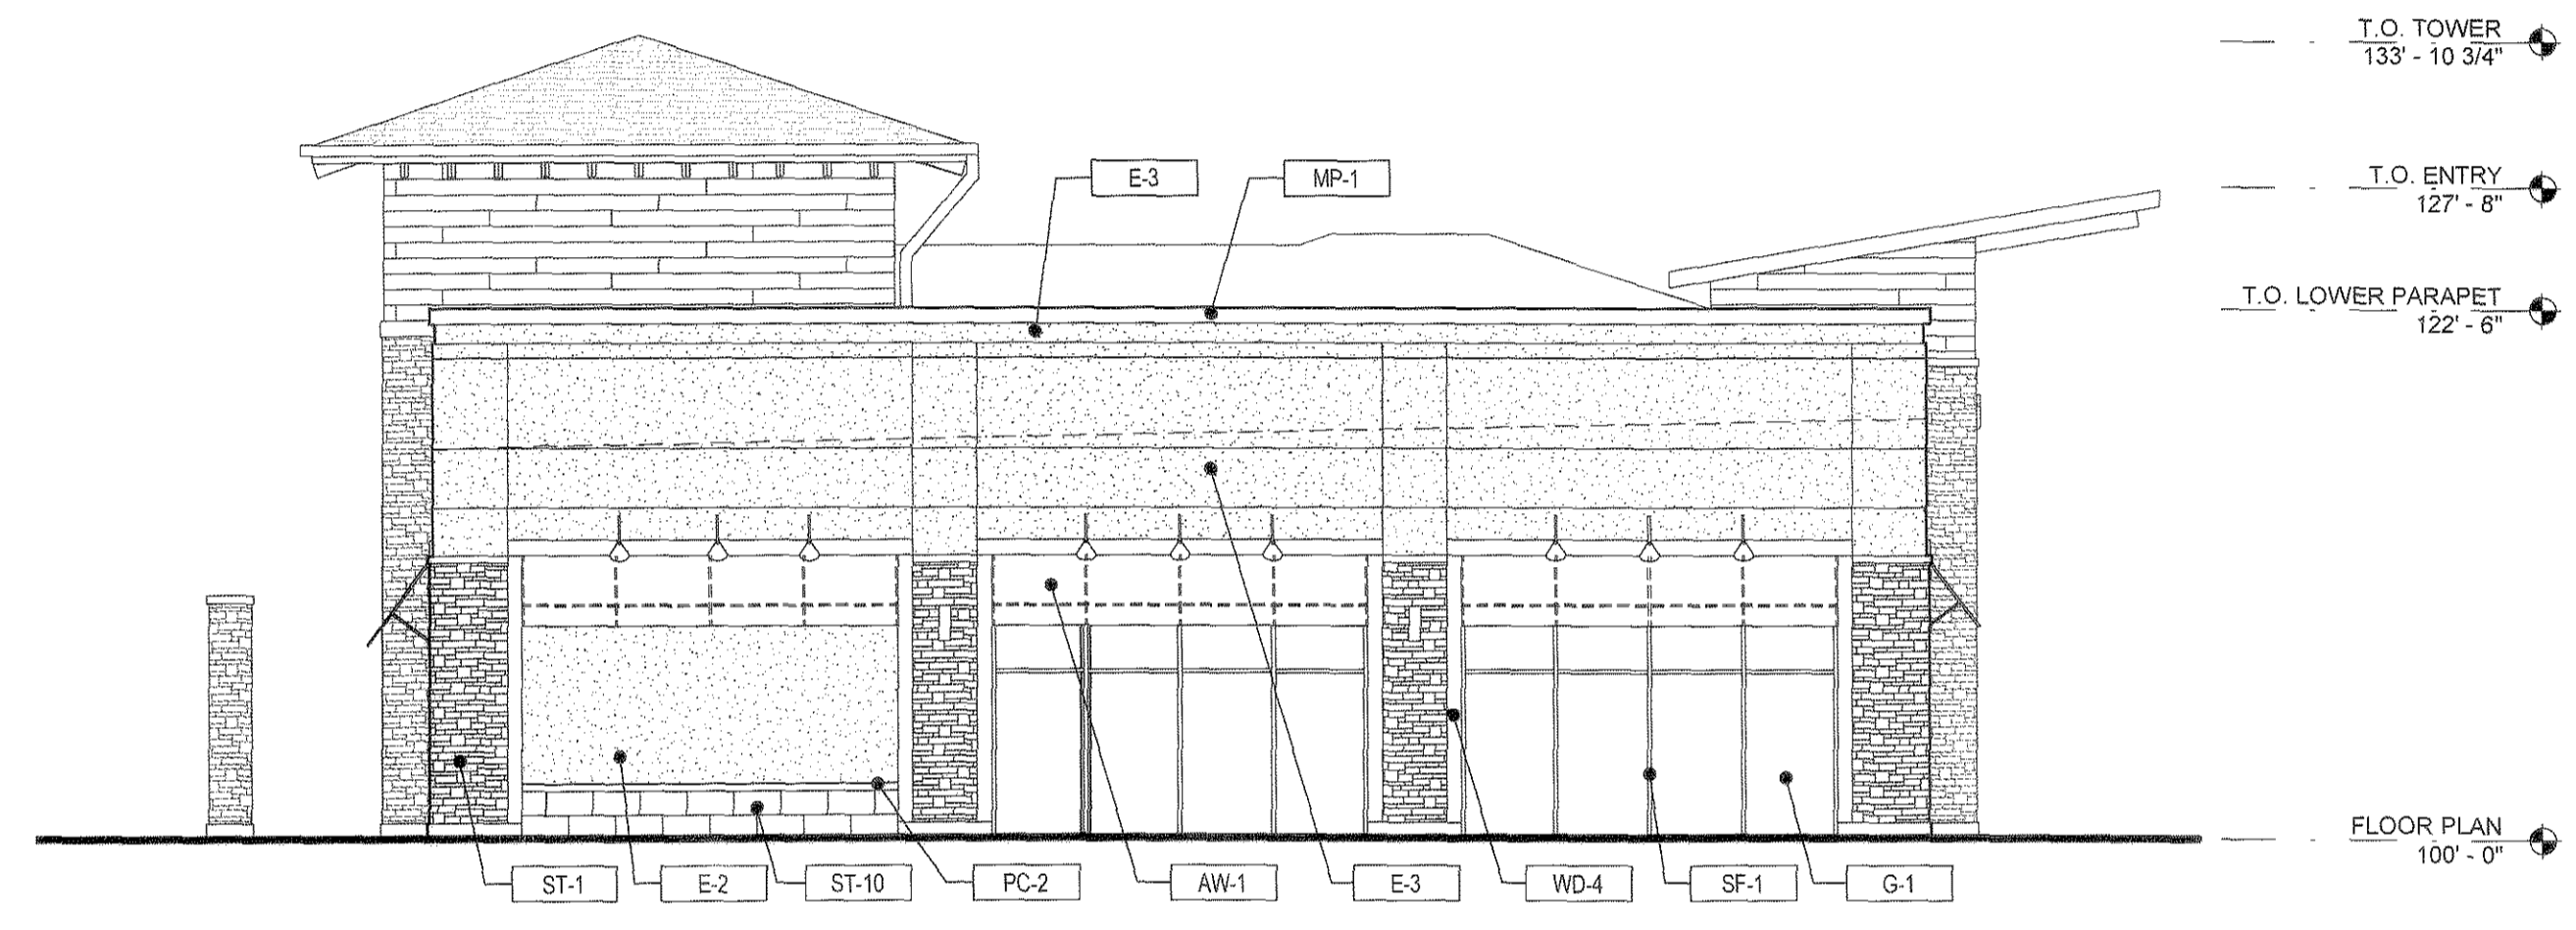 T.O. TOWER
133' - 10 3/4"
E-3
MP-1
T.O. ENTRY
127' - 8"
T.O. LOWER PARAPET
122' - 6"
FLOOR PLAN
100' - 0"
ST-1
E-2
ST-10
PC-2
AW-1
E-3
WD-4
SF-1
G-1